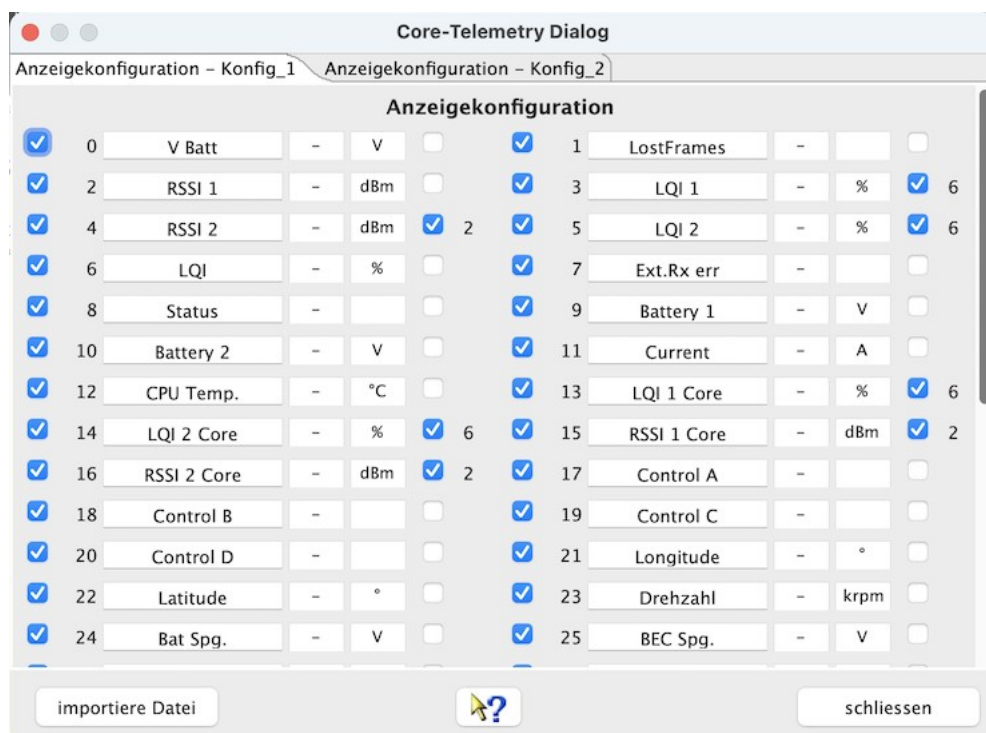 Core-Telemetry Dialog
Anzeigekonfiguration – Konfig_1 Anzeigekonfiguration – Konfig_2
Anzeigekonfiguration
0 V Batt – V 1 LostFrames –
2 RSSI 1 – dBm 3 LQI 1 – % 6
4 RSSI 2 – dBm 2 5 LQI 2 – % 6
6 LQI – % 7 Ext.Rx err –
8 Status – 9 Battery 1 – V
10 Battery 2 – V 11 Current – A
12 CPU Temp. – °C 13 LQI 1 Core – % 6
14 LQI 2 Core – % 6 15 RSSI 1 Core – dBm 2
16 RSSI 2 Core – dBm 2 17 Control A –
18 Control B – 19 Control C –
20 Control D – 21 Longitude – °
22 Latitude – ° 23 Drehzahl – krpm
24 Bat Spg. – V 25 BEC Spg. – V
importiere Datei ? schliessen